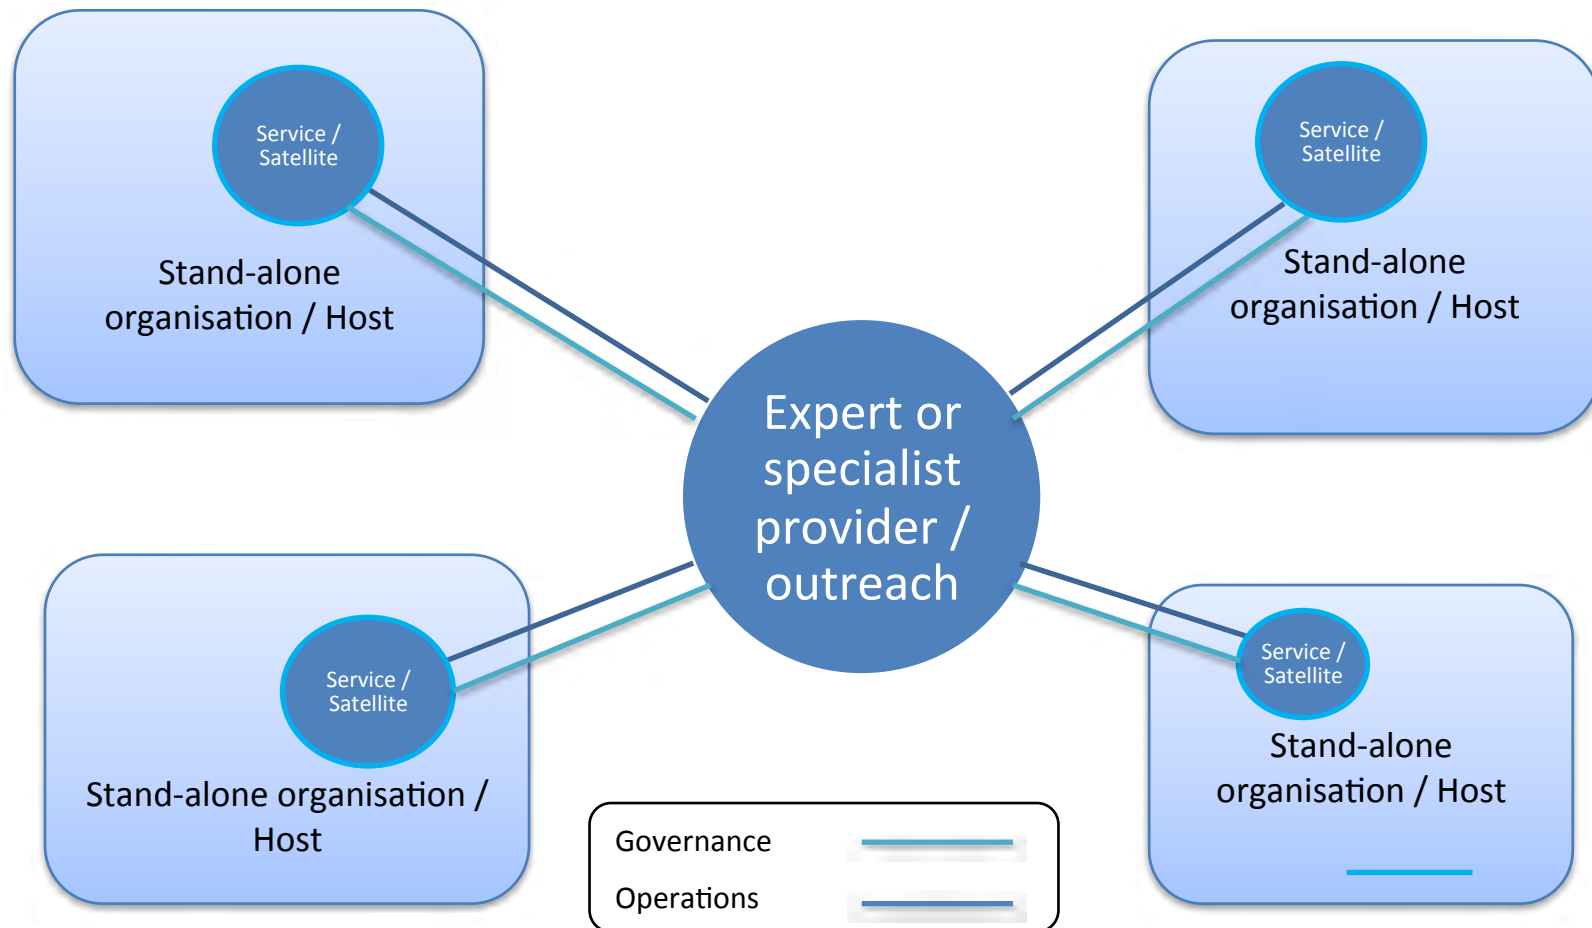 Service /
Satellite
Stand-alone
organisation / Host
Service /
Satellite
Stand-alone
organisation / Host
Expert or
specialist
provider /
outreach
Service /
Satellite
Stand-alone organisation /
Host
Service /
Satellite
Stand-alone
organisation / Host
Governance
Operations